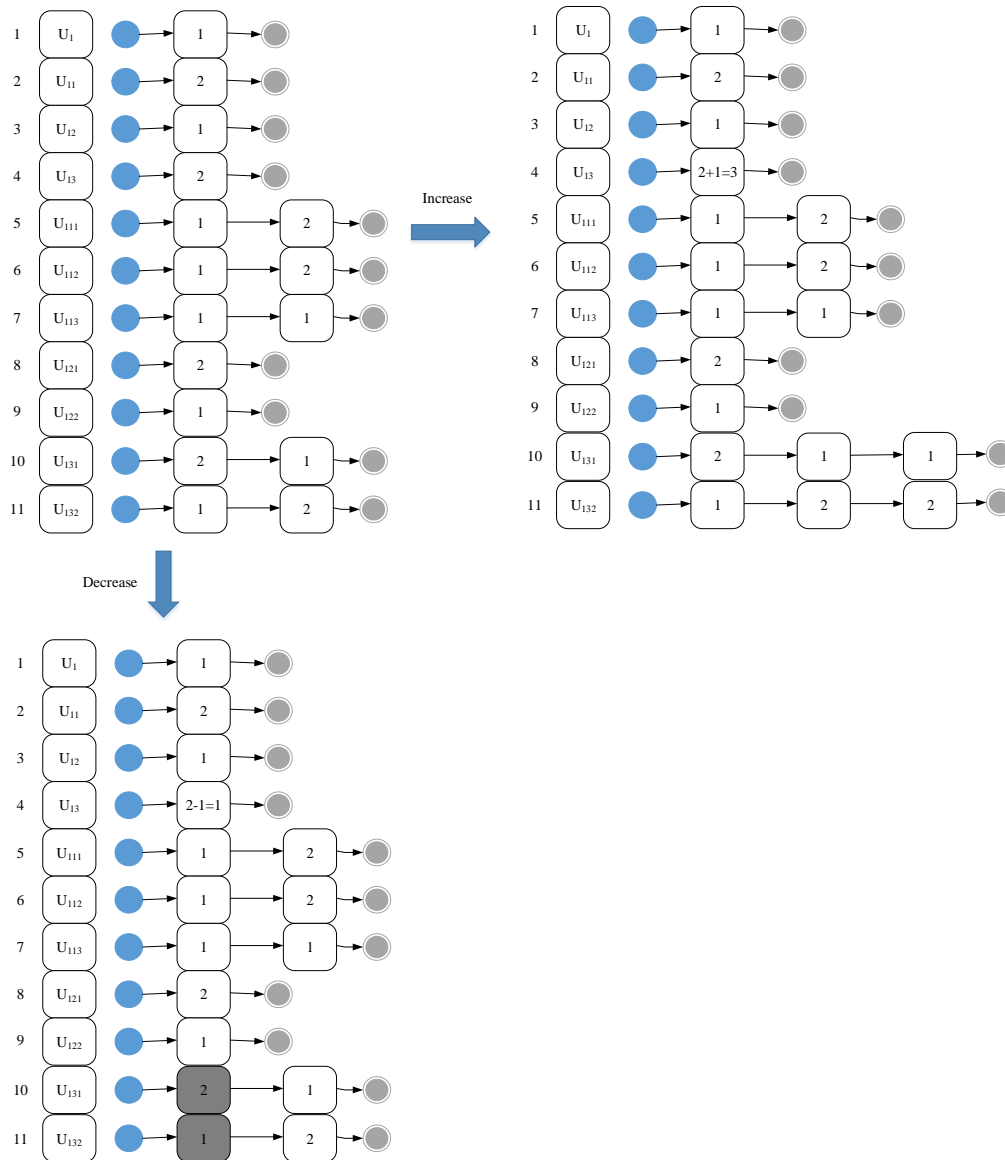 1 U₁ 1
2 U₁₁ 2
3 U₁₂ 1
4 U₁₃ 2
5 U₁₁₁ 1 2
6 U₁₁₂ 1 2
7 U₁₁₃ 1 1
8 U₁₂₁ 2
9 U₁₂₂ 1
10 U₁₃₁ 2 1
11 U₁₃₂ 1 2
Increase
1 U₁ 1
2 U₁₁ 2
3 U₁₂ 1
4 U₁₃ 2+1=3
5 U₁₁₁ 1 2
6 U₁₁₂ 1 2
7 U₁₁₃ 1 1
8 U₁₂₁ 2
9 U₁₂₂ 1
10 U₁₃₁ 2 1 1
11 U₁₃₂ 1 2 2
Decrease
1 U₁ 1
2 U₁₁ 2
3 U₁₂ 1
4 U₁₃ 2-1=1
5 U₁₁₁ 1 2
6 U₁₁₂ 1 2
7 U₁₁₃ 1 1
8 U₁₂₁ 2
9 U₁₂₂ 1
10 U₁₃₁ 2 1
11 U₁₃₂ 1 2